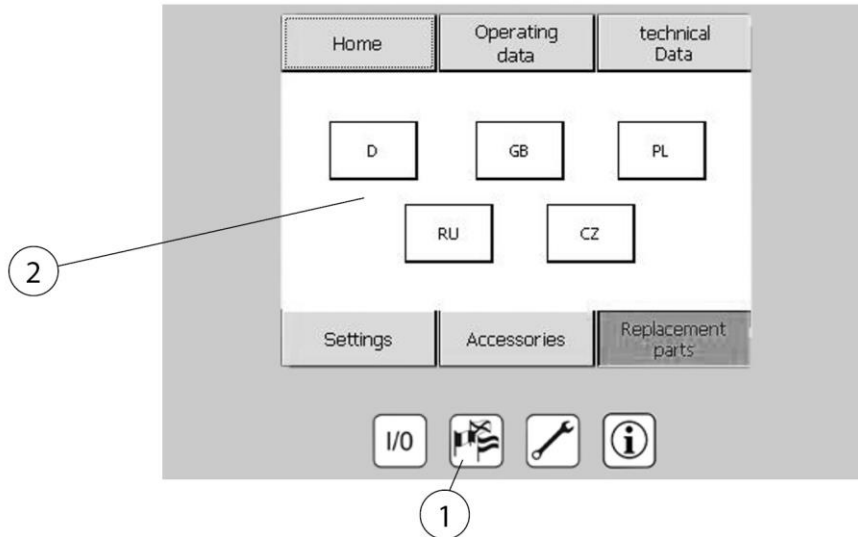 Home
Operating
data
technical
Data
D
GB
PL
RU
CZ
2
Settings
Accessories
Replacement
parts
I/0
i
1